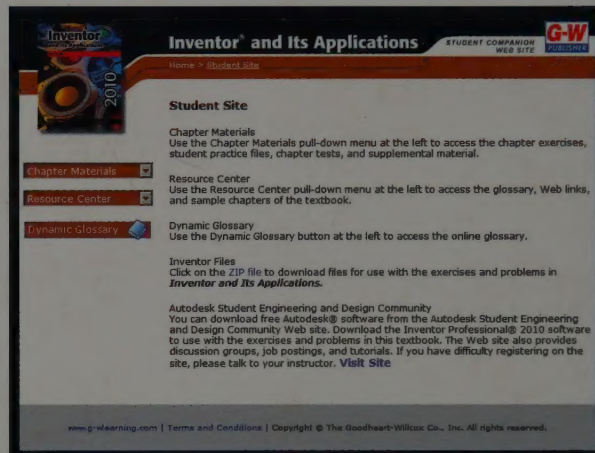 Inventor
and Its Applications
2010
Inventor® and Its Applications
STUDENT COMPANION
WEB SITE
G-W
PUBLISHER
Home > Student Site
Chapter Materials
Resource Center
Dynamic Glossary
Student Site
Chapter Materials
Use the Chapter Materials pull-down menu at the left to access the chapter exercises,
student practice files, chapter tests, and supplemental material.
Resource Center
Use the Resource Center pull-down menu at the left to access the glossary, Web links,
and sample chapters of the textbook.
Dynamic Glossary
Use the Dynamic Glossary button at the left to access the online glossary.
Inventor Files
Click on the ZIP file to download files for use with the exercises and problems in
Inventor and Its Applications.
Autodesk Student Engineering and Design Community
You can download free Autodesk® software from the Autodesk Student Engineering
and Design Community Web site. Download the Inventor Professional® 2010 software
to use with the exercises and problems in this textbook. The Web site also provides
discussion groups, job postings, and tutorials. If you have difficulty registering on the
site, please talk to your instructor. Visit Site
www.g-wlearning.com | Terms and Conditions | Copyright © The Goodheart-Willcox Co., Inc. All rights reserved.